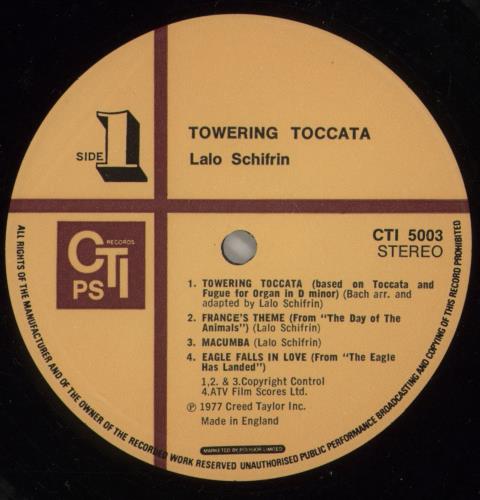 TOWERING TOCCATA
Lalo Schifrin
SIDE 1
CTI RECORDS
PS
CTI 5003
STEREO
1. TOWERING TOCCATA (based on Toccata and
Fugue for Organ in D minor) (Bach arr. and
adapted by Lalo Schifrin)
2. FRANCE'S THEME (From "The Day of The
Animals") (Lalo Schifrin)
3. MACUMBA (Lalo Schifrin)
4. EAGLE FALLS IN LOVE (From "The Eagle
Has Landed")
1,2. & 3.Copyright Control
4.ATV Film Scores Ltd.
Ⓟ 1977 Creed Taylor Inc.
Made in England
MARKETED BY POLYDOR LIMITED
ALL RIGHTS OF THE MANUFACTURER AND OF THE OWNER OF THE RECORDED WORK RESERVED UNAUTHORISED PUBLIC PERFORMANCE BROADCASTING AND COPYING OF THIS RECORD PROHIBITED